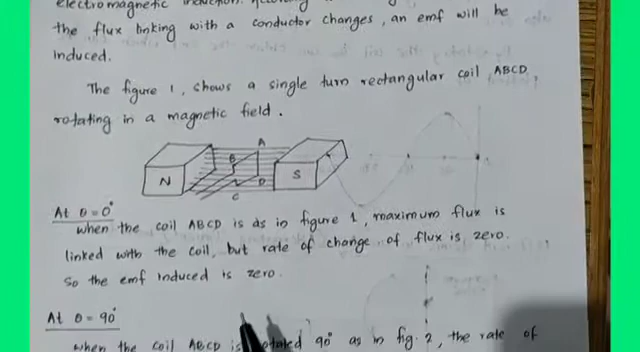 the flux linking with a conductor changes, an emf will be
induced.
The figure 1, shows a single turn rectangular coil ABCD,
rotating in a magnetic field.
A
B
N
S
D
C
At θ = 0°
when the coil ABCD is as in figure 1, maximum flux is
linked with the coil, but rate of change of flux is zero.
So the emf induced is zero.
At θ = 90°
when the coil ABCD is rotated 90° as in fig. 2, the rate of